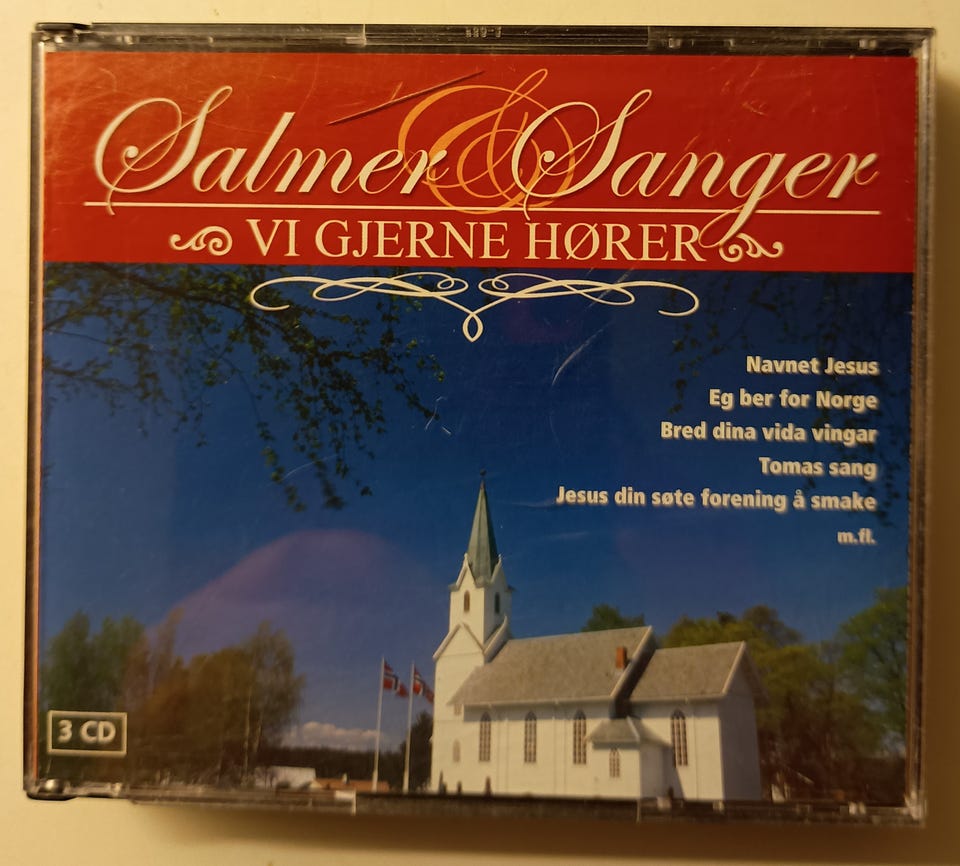 Salmer & Sanger
VI GJERNE HØRER
Navnet Jesus
Eg ber for Norge
Bred dina vida vingar
Tomas sang
Jesus din søte forening å smake
m.fl.
3 CD